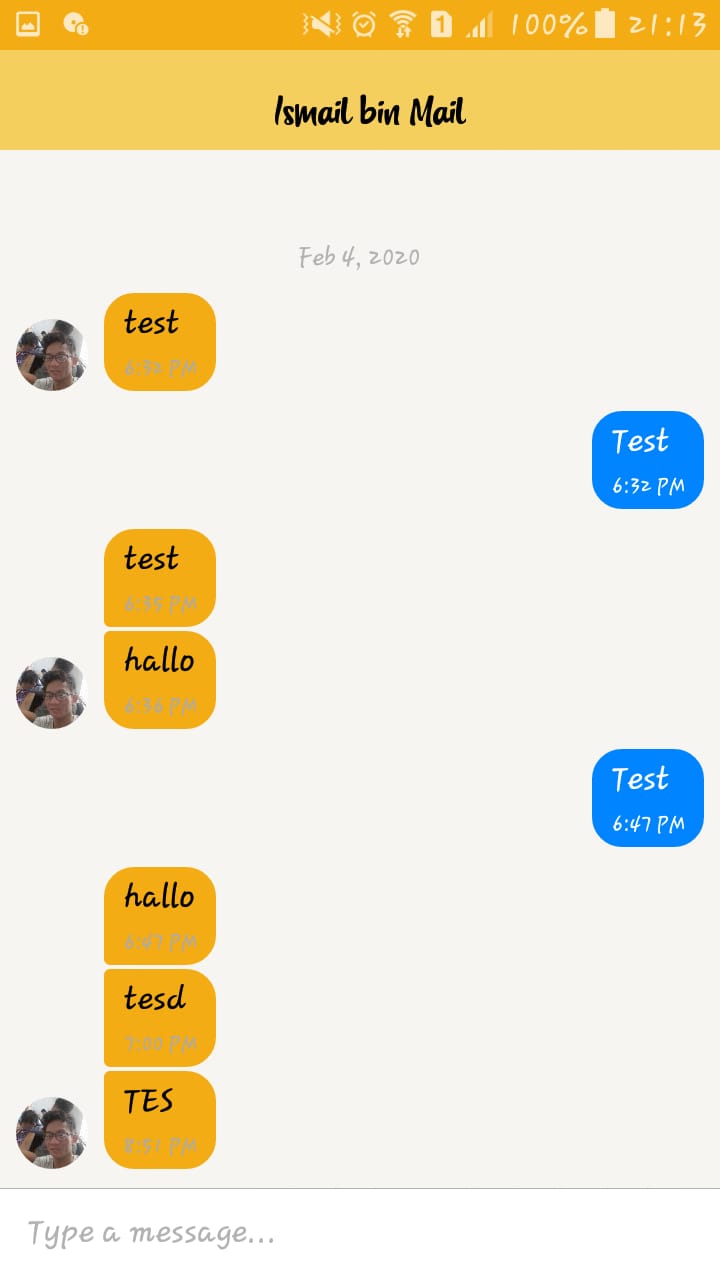 1 100% 21:13
Ismail bin Mail
Feb 4, 2020
test
6:32 PM
Test
6:32 PM
test
6:35 PM
hallo
6:36 PM
Test
6:47 PM
hallo
6:47 PM
tesd
7:00 PM
TES
8:51 PM
Type a message...